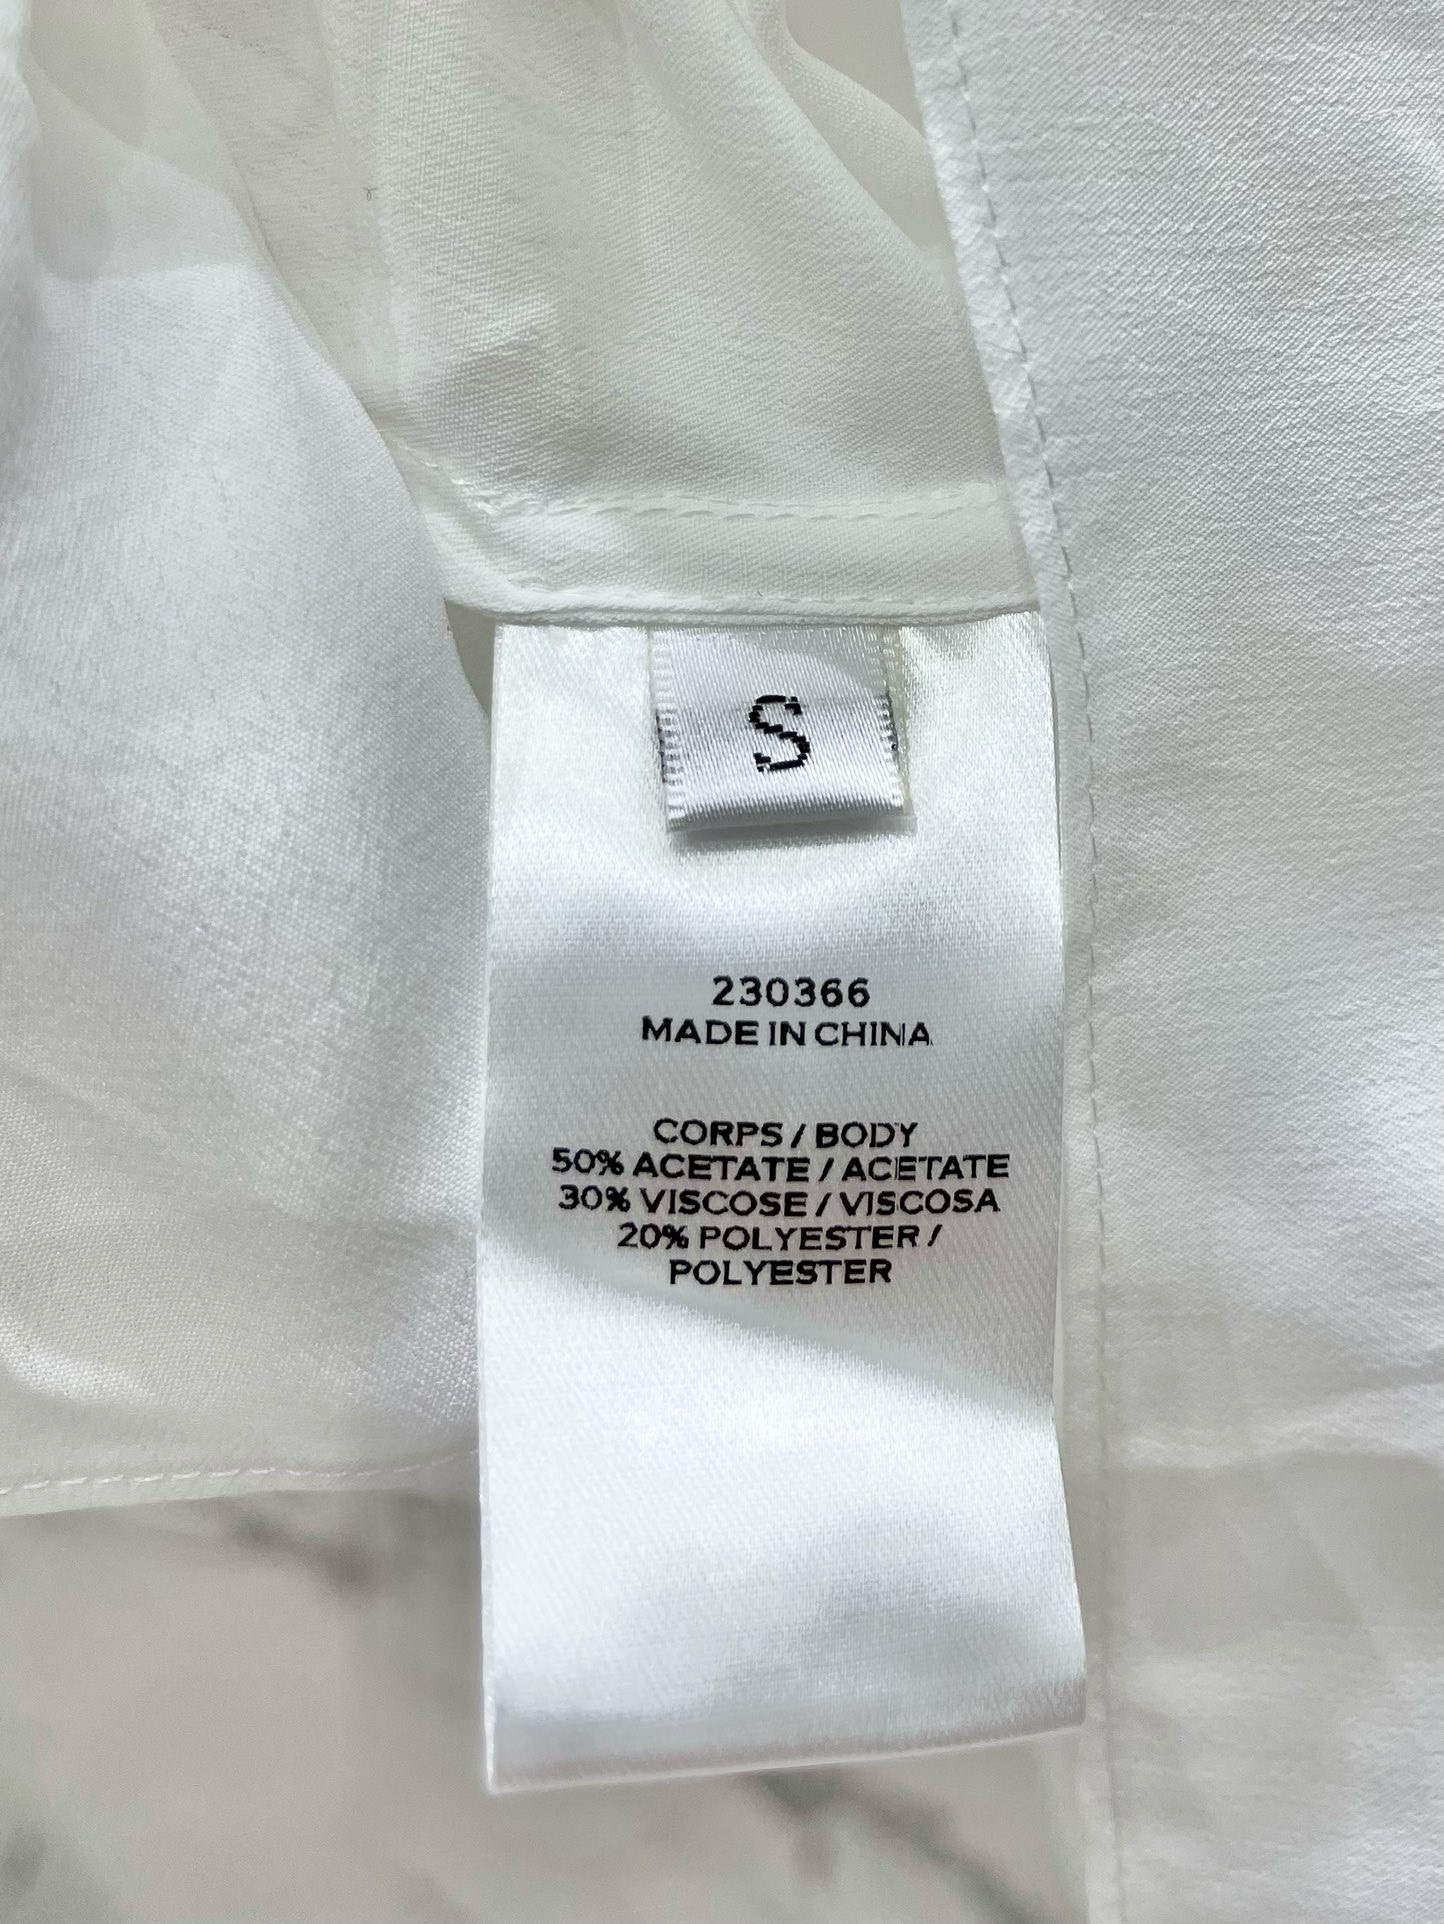 S
230366
MADE IN CHINA
CORPS / BODY
50% ACETATE / ACETATE
30% VISCOSE / VISCOSA
20% POLYESTER /
POLYESTER